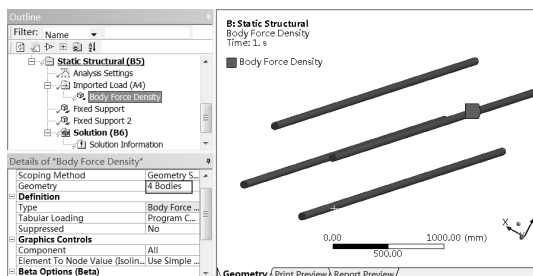 Outline
Filter: Name
Static Structural (B5)
Analysis Settings
Imported Load (A4)
Body Force Density
Fixed Support
Fixed Support 2
Solution (B6)
Solution Information
Details of "Body Force Density"
Scoping Method Geometry S...
Geometry 4 Bodies
Definition
Type Body Force ...
Tabular Loading Program C...
Suppressed No
Graphics Controls
Component All
Element To Node Value (Isolin... Use Simple ...
Beta Options (Beta)
B: Static Structural
Body Force Density
Time: 1. s
Body Force Density
0.00 1000.00 (mm)
500.00
X
Geometry Print Preview Report Preview